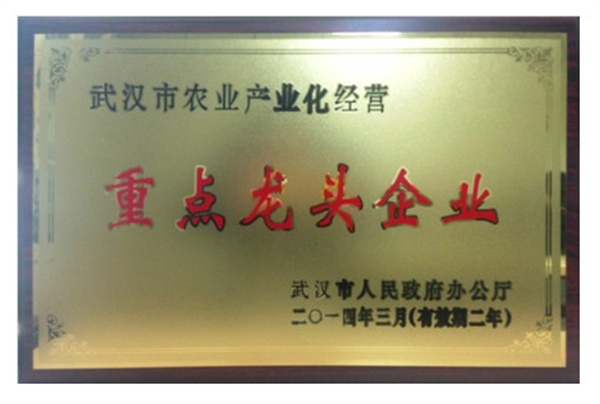 武汉市农业产业化经营
重点龙头企业
武汉市人民政府办公厅
二〇一四年三月(有效期二年)